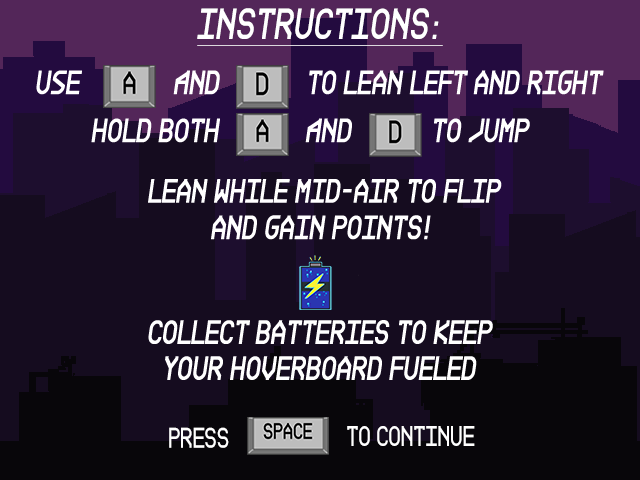 INSTRUCTIONS:
USE A AND D TO LEAN LEFT AND RIGHT
HOLD BOTH A AND D TO JUMP
LEAN WHILE MID-AIR TO FLIP
AND GAIN POINTS!
COLLECT BATTERIES TO KEEP
YOUR HOVERBOARD FUELED
PRESS SPACE TO CONTINUE